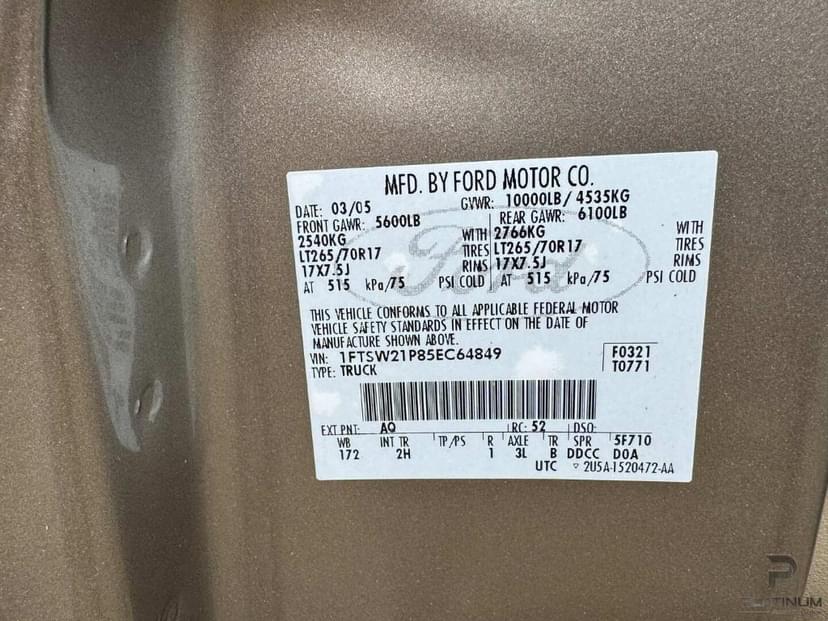 MFD. BY FORD MOTOR CO.
DATE: 03/05 GVWR: 10000LB/ 4535KG
FRONT GAWR: 5600LB REAR GAWR: 6100LB
2540KG WITH 2766KG WITH
LT265/70R17 TIRES LT265/70R17 TIRES
17X7.5J RIMS 17X7.5J RIMS
AT 515 kPa/75 PSI COLD AT 515 kPa/75 PSI COLD
Ford
THIS VEHICLE CONFORMS TO ALL APPLICABLE FEDERAL MOTOR
VEHICLE SAFETY STANDARDS IN EFFECT ON THE DATE OF
MANUFACTURE SHOWN ABOVE.
VIN: 1FTSW21P85EC64849 F0321
TYPE: TRUCK T0771
EXT PNT: AQ RC: 52 DSO:
WB INT TR TP/PS R AXLE TR SPR 5F710
172 2H 1 3L B DDCC D0A
UTC 2U5A-1520472-AA
P
PLATINUM